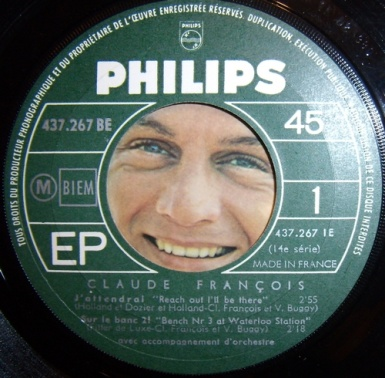 TOUS DROITS DU PRODUCTEUR PHONOGRAPHIQUE ET DU PROPRIÉTAIRE DE L'ŒUVRE ENREGISTRÉE RÉSERVÉS. DUPLICATION, EXÉCUTION DE CE DISQUE INTERDITES
PHILIPS
PHILIPS
437.267 BE
45
M BIEM
1
EP
437.267 1E
(14e série)
MADE IN FRANCE
CLAUDE FRANÇOIS
J'attendrai "Reach out I'll be there" 2'55
(Holland et Dozier et Holland-Cl. François et V. Buggy)
Sur le banc 21 "Bench Nr 3 at Waterloo Station"
de Luxe-Cl. François et V. Buggy) 2'18
avec accompagnement d'orchestre